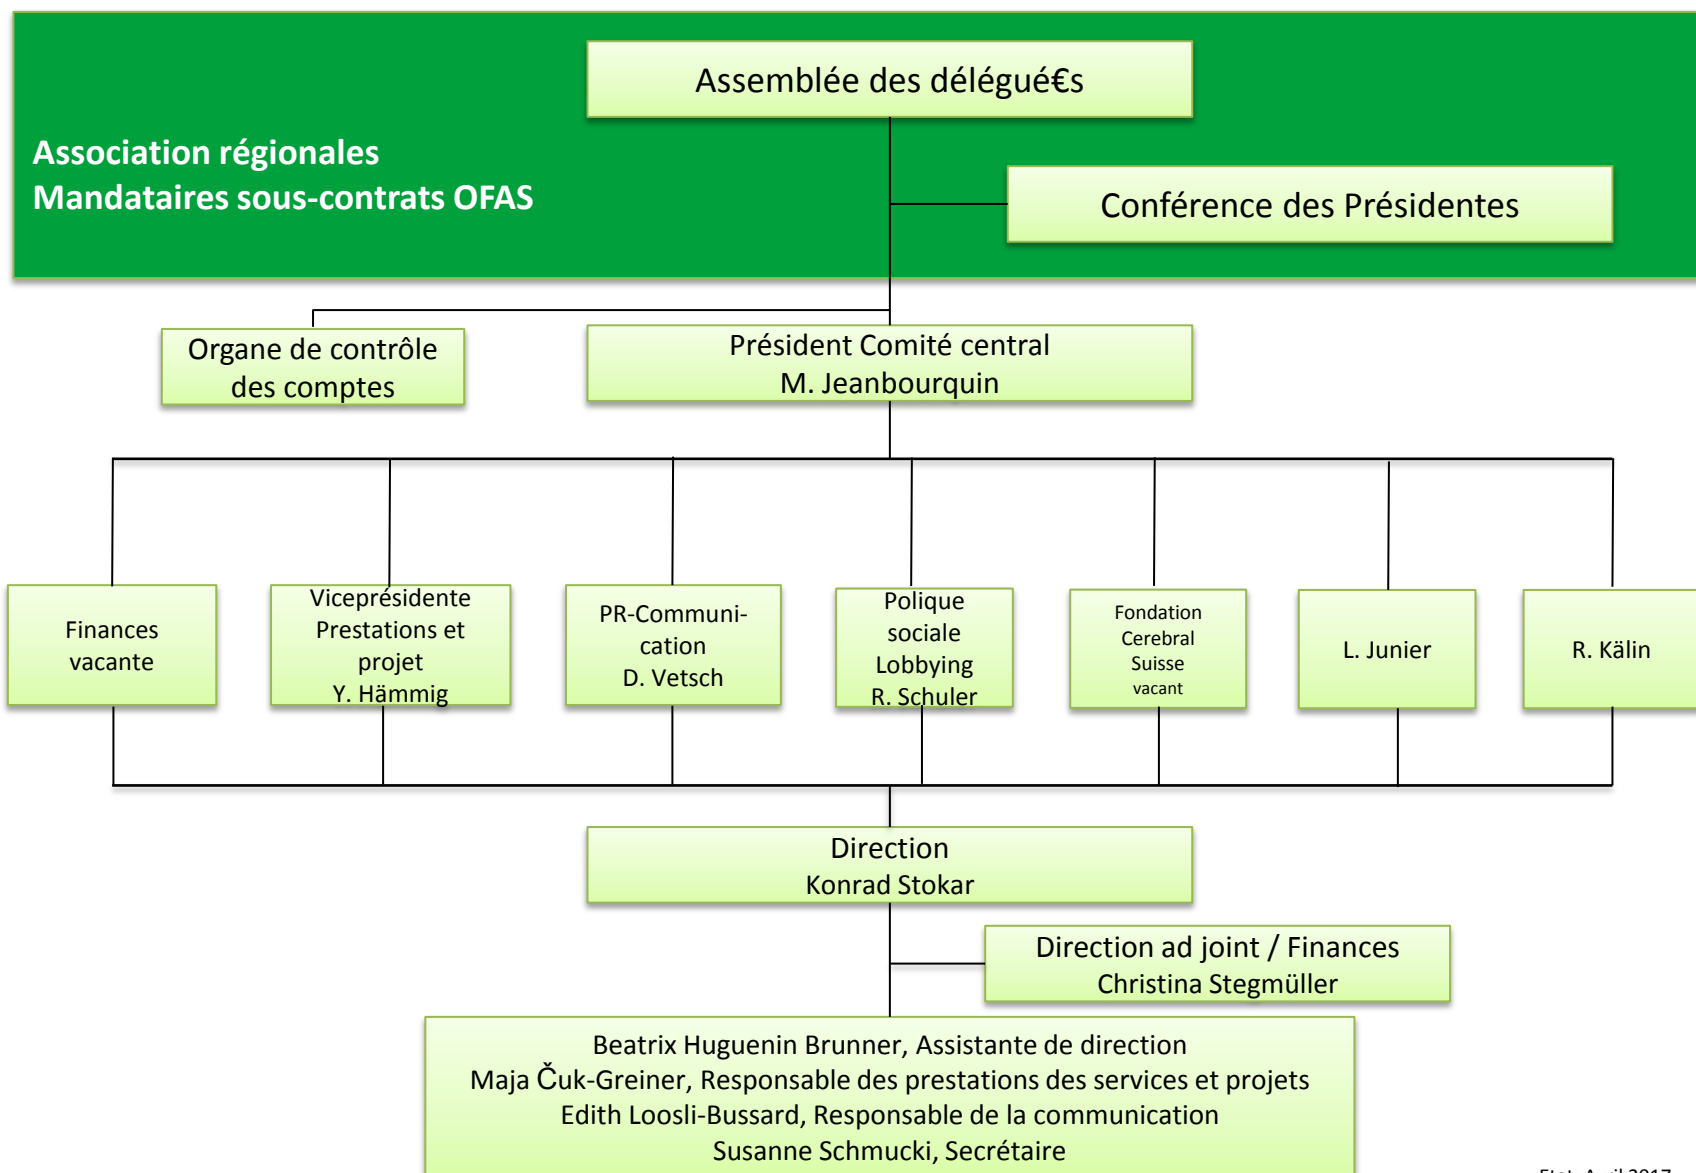 Assemblée des délégué€s
Association régionales
Mandataires sous-contrats OFAS
Conférence des Présidentes
Organe de contrôle
des comptes
Président Comité central
M. Jeanbourquin
Finances
vacante
Viceprésidente
Prestations et
projet
Y. Hämmig
PR-Communi-
cation
D. Vetsch
Polique
sociale
Lobbying
R. Schuler
Fondation
Cerebral
Suisse
vacant
L. Junier
R. Kälin
Direction
Konrad Stokar
Direction ad joint / Finances
Christina Stegmüller
Beatrix Huguenin Brunner, Assistante de direction
Maja Čuk-Greiner, Responsable des prestations des services et projets
Edith Loosli-Bussard, Responsable de la communication
Susanne Schmucki, Secrétaire